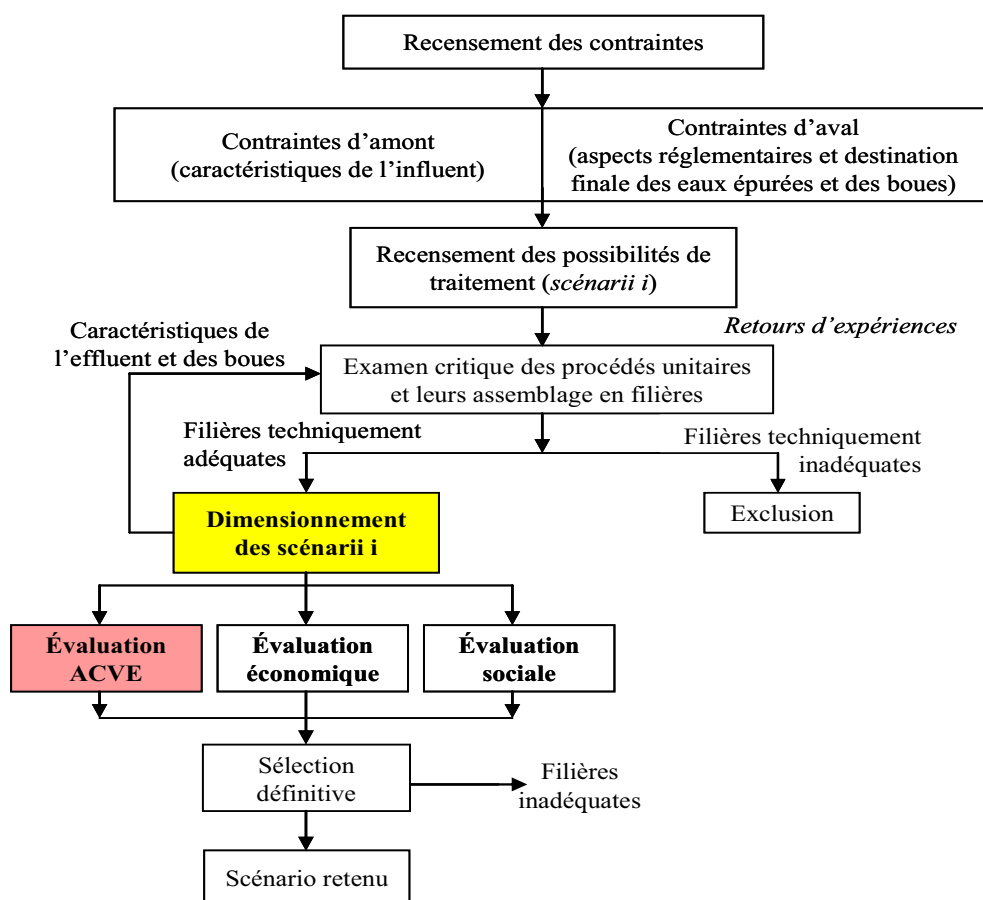 Recensement des contraintes
Contraintes d'amont
(caractéristiques de l'influent)
Contraintes d'aval
(aspects réglementaires et destination
finale des eaux épurées et des boues)
Recensement des possibilités de
traitement (scénarii i)
Retours d'expériences
Caractéristiques de
l'effluent et des boues
Examen critique des procédés unitaires
et leurs assemblage en filières
Filières techniquement
adéquates
Filières techniquement
inadéquates
Dimensionnement
des scénarii i
Exclusion
Évaluation
ACVE
Évaluation
économique
Évaluation
sociale
Sélection
définitive
Filières
inadéquates
Scénario retenu